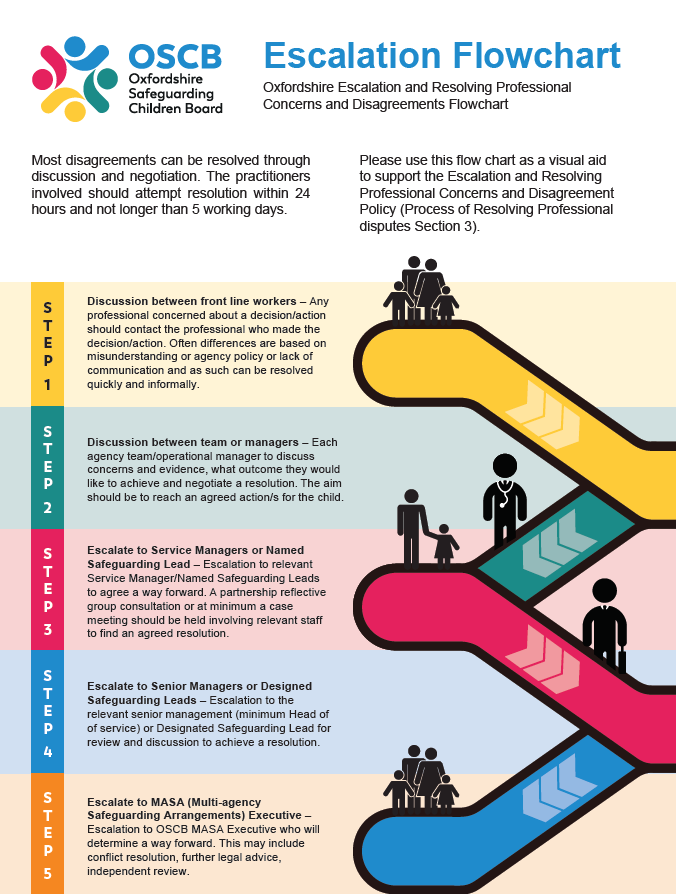 OSCB
Oxfordshire
Safeguarding
Children Board
Escalation Flowchart
Oxfordshire Escalation and Resolving Professional
Concerns and Disagreements Flowchart
Most disagreements can be resolved through
discussion and negotiation. The practitioners
involved should attempt resolution within 24
hours and not longer than 5 working days.
Please use this flow chart as a visual aid
to support the Escalation and Resolving
Professional Concerns and Disagreement
Policy (Process of Resolving Professional
disputes Section 3).
STEP 1
Discussion between front line workers – Any
professional concerned about a decision/action
should contact the professional who made the
decision/action. Often differences are based on
misunderstanding or agency policy or lack of
communication and as such can be resolved
quickly and informally.
STEP 2
Discussion between team or managers – Each
agency team/operational manager to discuss
concerns and evidence, what outcome they would
like to achieve and negotiate a resolution. The aim
should be to reach an agreed action/s for the child.
STEP 3
Escalate to Service Managers or Named
Safeguarding Lead – Escalation to relevant
Service Manager/Named Safeguarding Leads
to agree a way forward. A partnership reflective
group consultation or at minimum a case
meeting should be held involving relevant staff
to find an agreed resolution.
STEP 4
Escalate to Senior Managers or Designed
Safeguarding Leads – Escalation to the
relevant senior management (minimum Head of
of service) or Designated Safeguarding Lead for
review and discussion to achieve a resolution.
STEP 5
Escalate to MASA (Multi-agency
Safeguarding Arrangements) Executive –
Escalation to OSCB MASA Executive who will
determine a way forward. This may include
conflict resolution, further legal advice,
independent review.